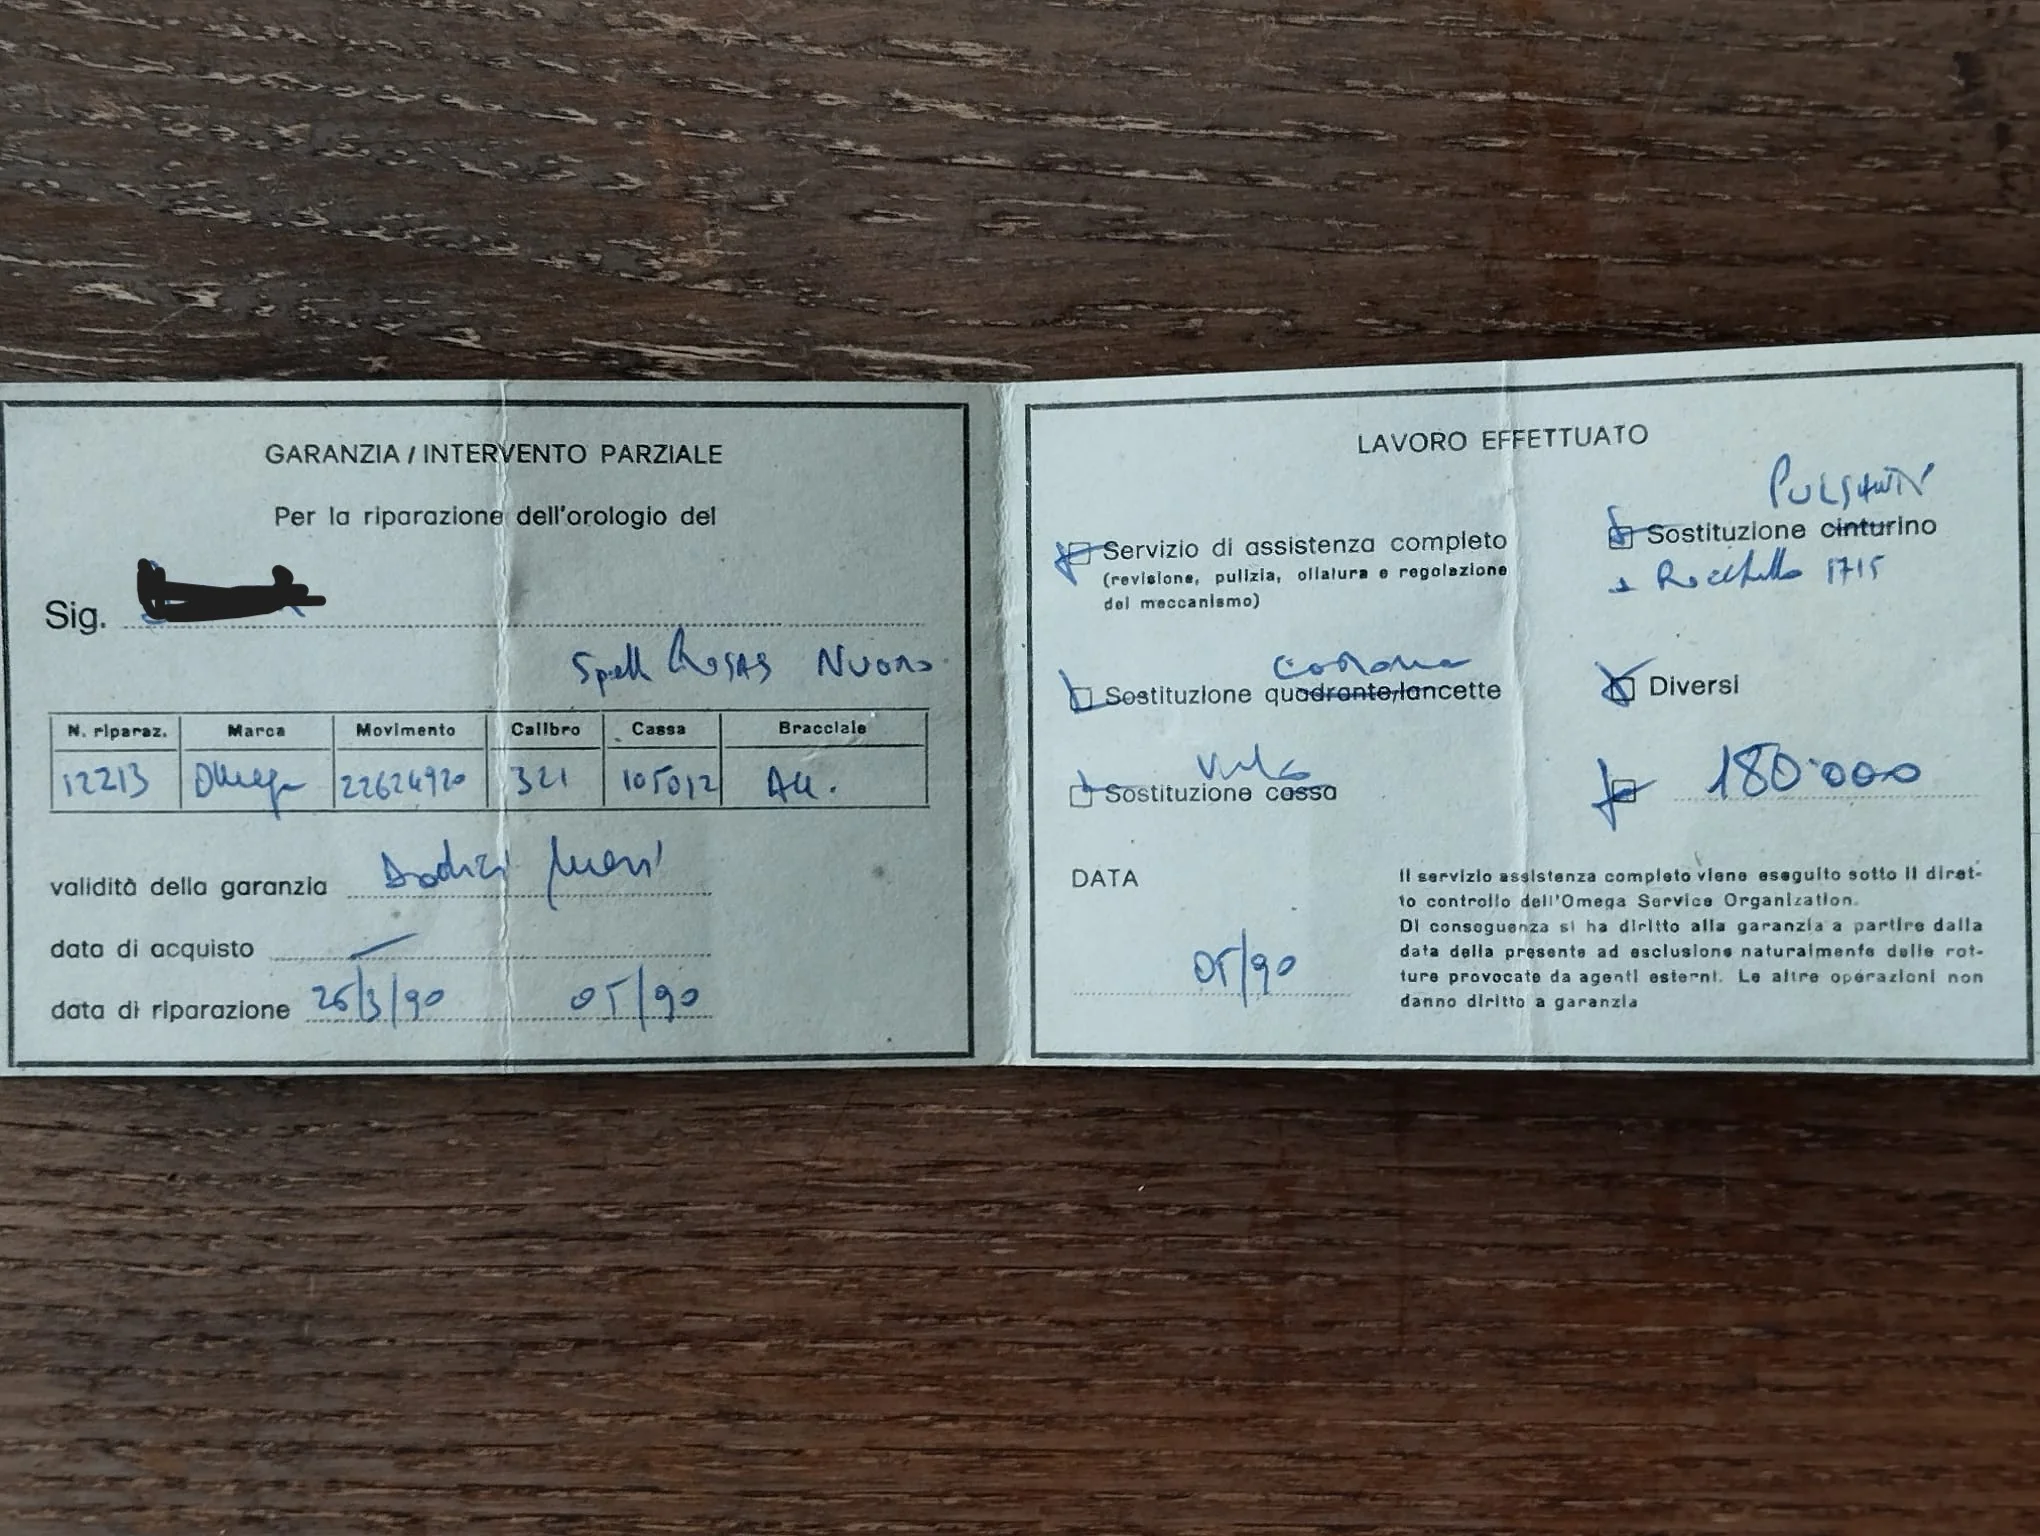 GARANZIA / INTERVENTO PARZIALE
Per la riparazione dell'orologio del
Sig.
NUORO
N. riparaz. Marca Movimento Calibro Cassa Bracciale
12213 Omega 22624920 321 105012 Acc.
validità della garanzia Dodici mesi
data di acquisto
data di riparazione 26/3/90 05/90
LAVORO EFFETTUATO
Servizio di assistenza completo
(revisione, pulizia, oliatura e regolazione
del meccanismo)
Corona
Sostituzione quadrante/lancette
Vetro
Sostituzione cassa
PULSANTI
Sostituzione cinturino
+ Rocchetto 1715
Diversi
180.000
DATA
05/90
Il servizio assistenza completo viene eseguito sotto il diret-
to controllo dell'Omega Service Organization.
Di conseguenza si ha diritto alla garanzia a partire dalla
data della presente ad esclusione naturalmente delle rot-
ture provocate da agenti esterni. Le altre operazioni non
danno diritto a garanzia